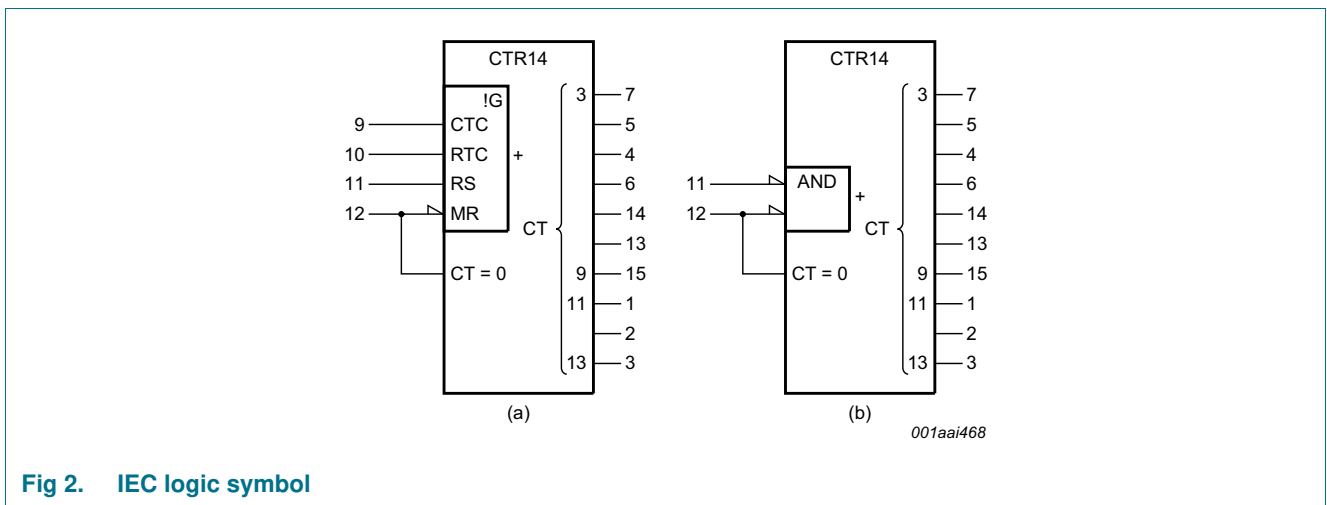 CTR14
!G
9 CTC
10 RTC +
11 RS
12 MR
CT = 0
CT
3 7
5
4
6
14
13
9 15
11 1
2
13 3
(a)
CTR14
11 AND
12 +
CT = 0
CT
3 7
5
4
6
14
13
9 15
11 1
2
13 3
(b)
001aai468
Fig 2. IEC logic symbol